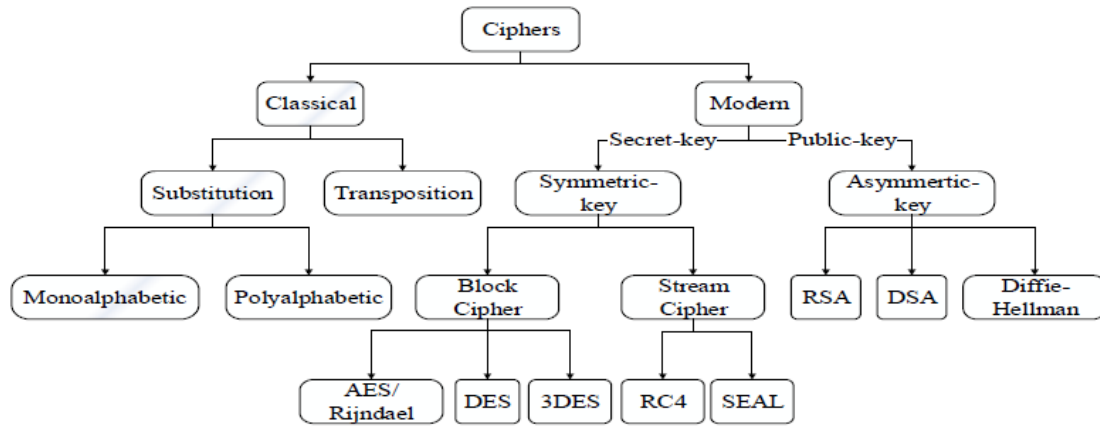 Ciphers
Classical
Modern
Secret-key
Public-key
Substitution
Transposition
Symmetric-
key
Asymmertic-
key
Monoalphabetic
Polyalphabetic
Block
Cipher
Stream
Cipher
RSA
DSA
Diffie-
Hellman
AES/
Rijndael
DES
3DES
RC4
SEAL